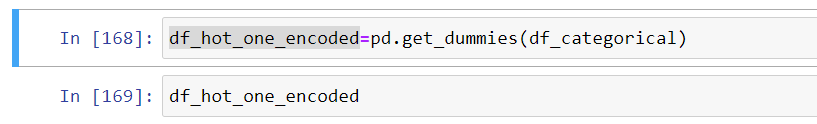 In [168]: df_hot_one_encoded=pd.get_dummies(df_categorical)
In [169]: df_hot_one_encoded